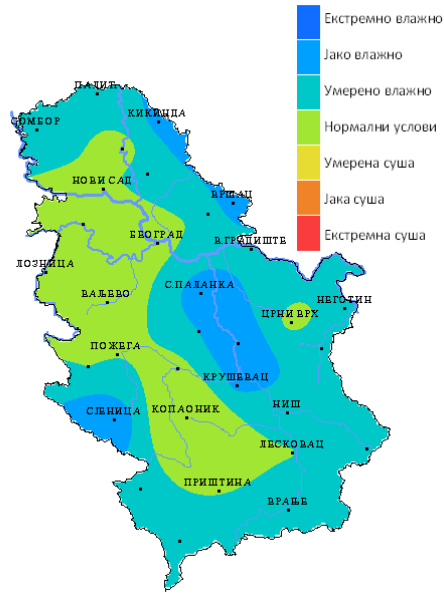 Екстремно влажно
Јако влажно
Умерено влажно
Нормални услови
Умерена суша
Јака суша
Екстремна суша
ПАЛИЋ
СОМБОР
КИКИНДА
НОВИ САД
ВРШАЦ
БЕОГРАД
В.ГРАДИШТЕ
ЛОЗНИЦА
С.ПАЛАНКА
ВАЉЕВО
НЕГОТИН
ЦРНИ ВРХ
ПОЖЕГА
КРУШЕВАЦ
СЈЕНИЦА
КОПАОНИК
НИШ
ЛЕСКОВАЦ
ПРИШТИНА
ВРАЊЕ